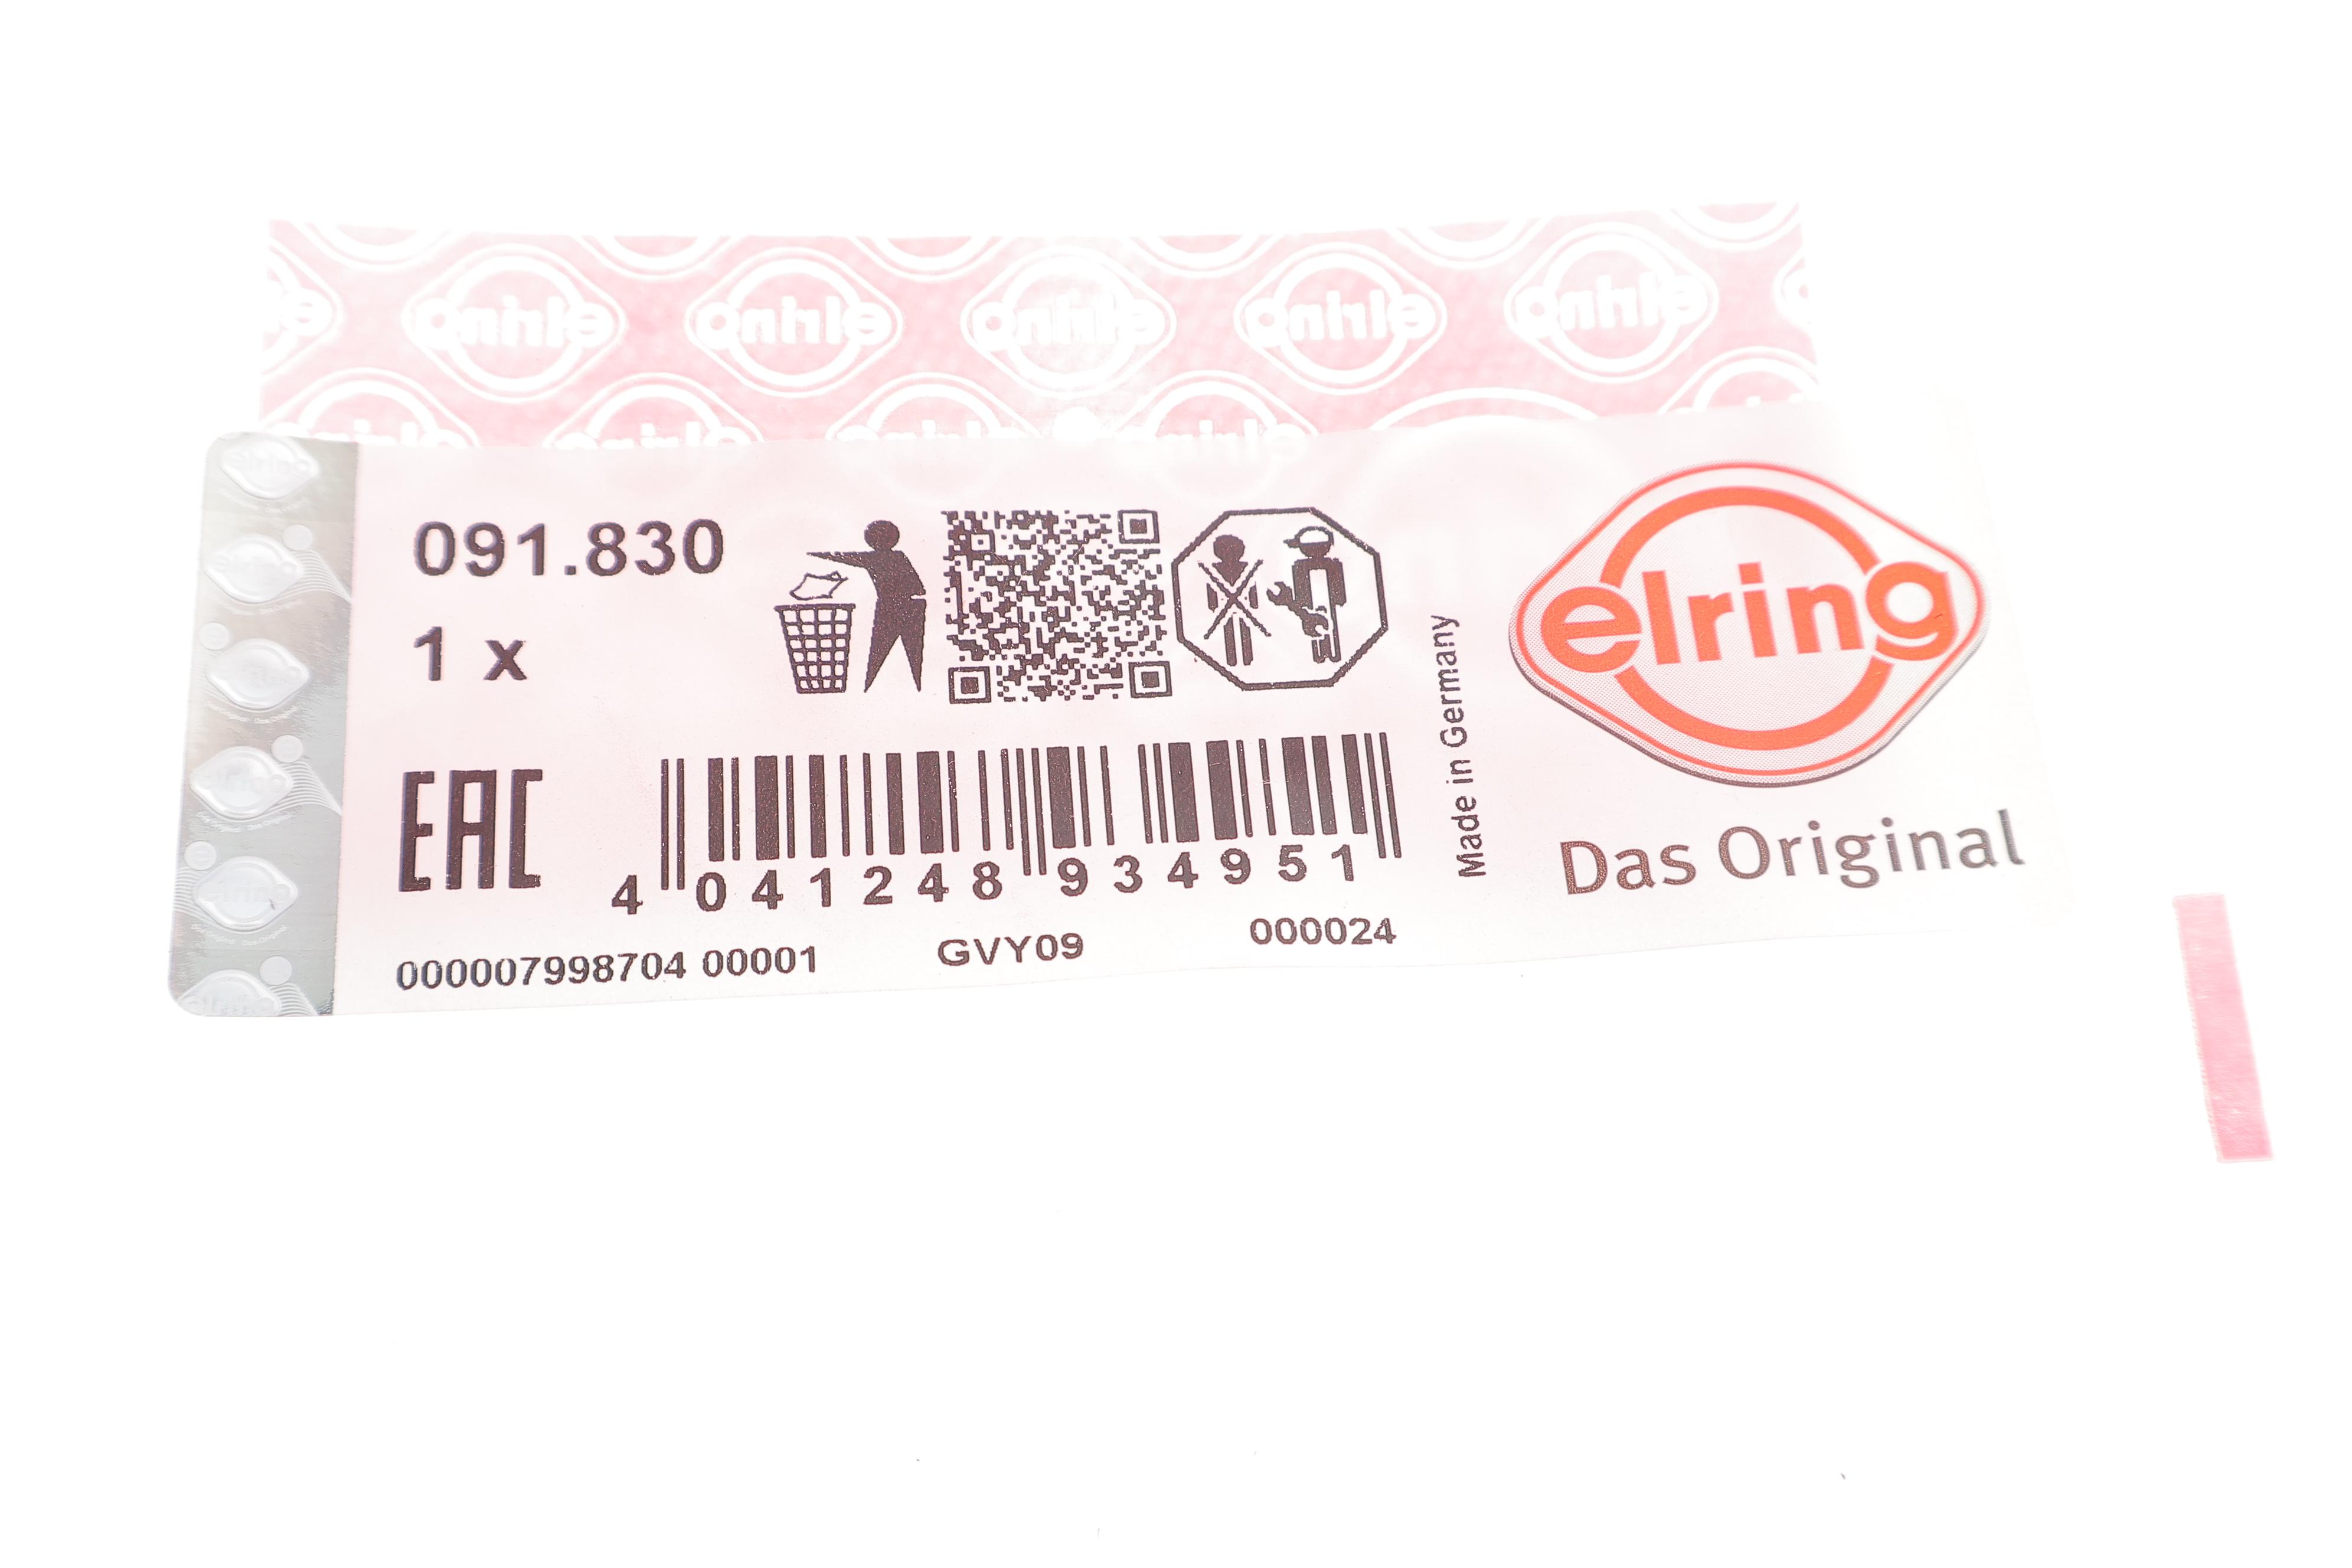 091.830
1 x
EAC
4 041248 934951
000007998704 00001
GVY09
000024
Made in Germany
elring
Das Original